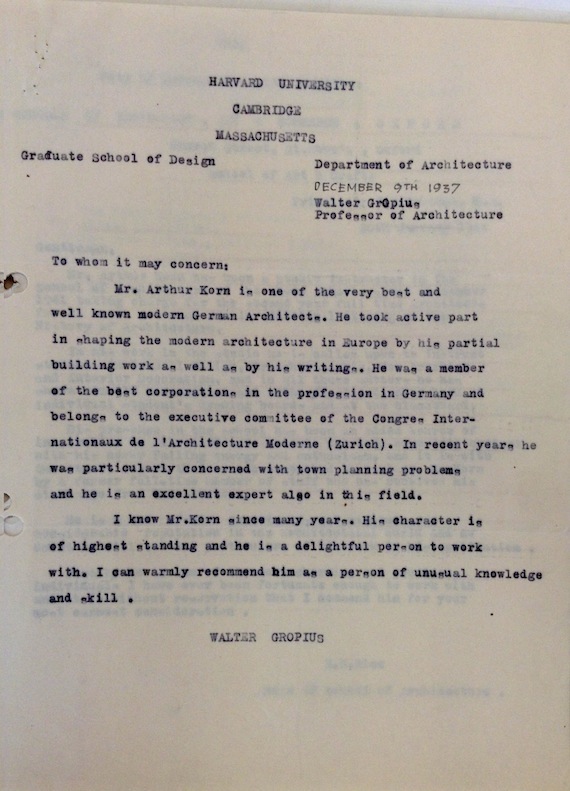 HARVARD UNIVERSITY
CAMBRIDGE
MASSACHUSETTS
Graduate School of Design
Department of Architecture
DECEMBER 9TH 1937
Walter GrOpius
Professor of Architecture
To whom it may concern;
Mr. Arthur Korn is one of the very best and
well known modern German Architects. He took active part
in shaping the modern architecture in Europe by his partial
building work as well as by his writings. He was a member
of the best corporations in the profession in Germany and
belongs to the executive committee of the Congres Inter-
nationaux de l'Architecture Moderne (Zurich). In recent years he
was particularly concerned with town planning problems
and he is an excellent expert also in this field.
I know Mr.Korn since many years. His character is
of highest standing and he is a delightful person to work
with. I can warmly recommend him as a person of unusual knowledge
and skill .
WALTER GROPIUS